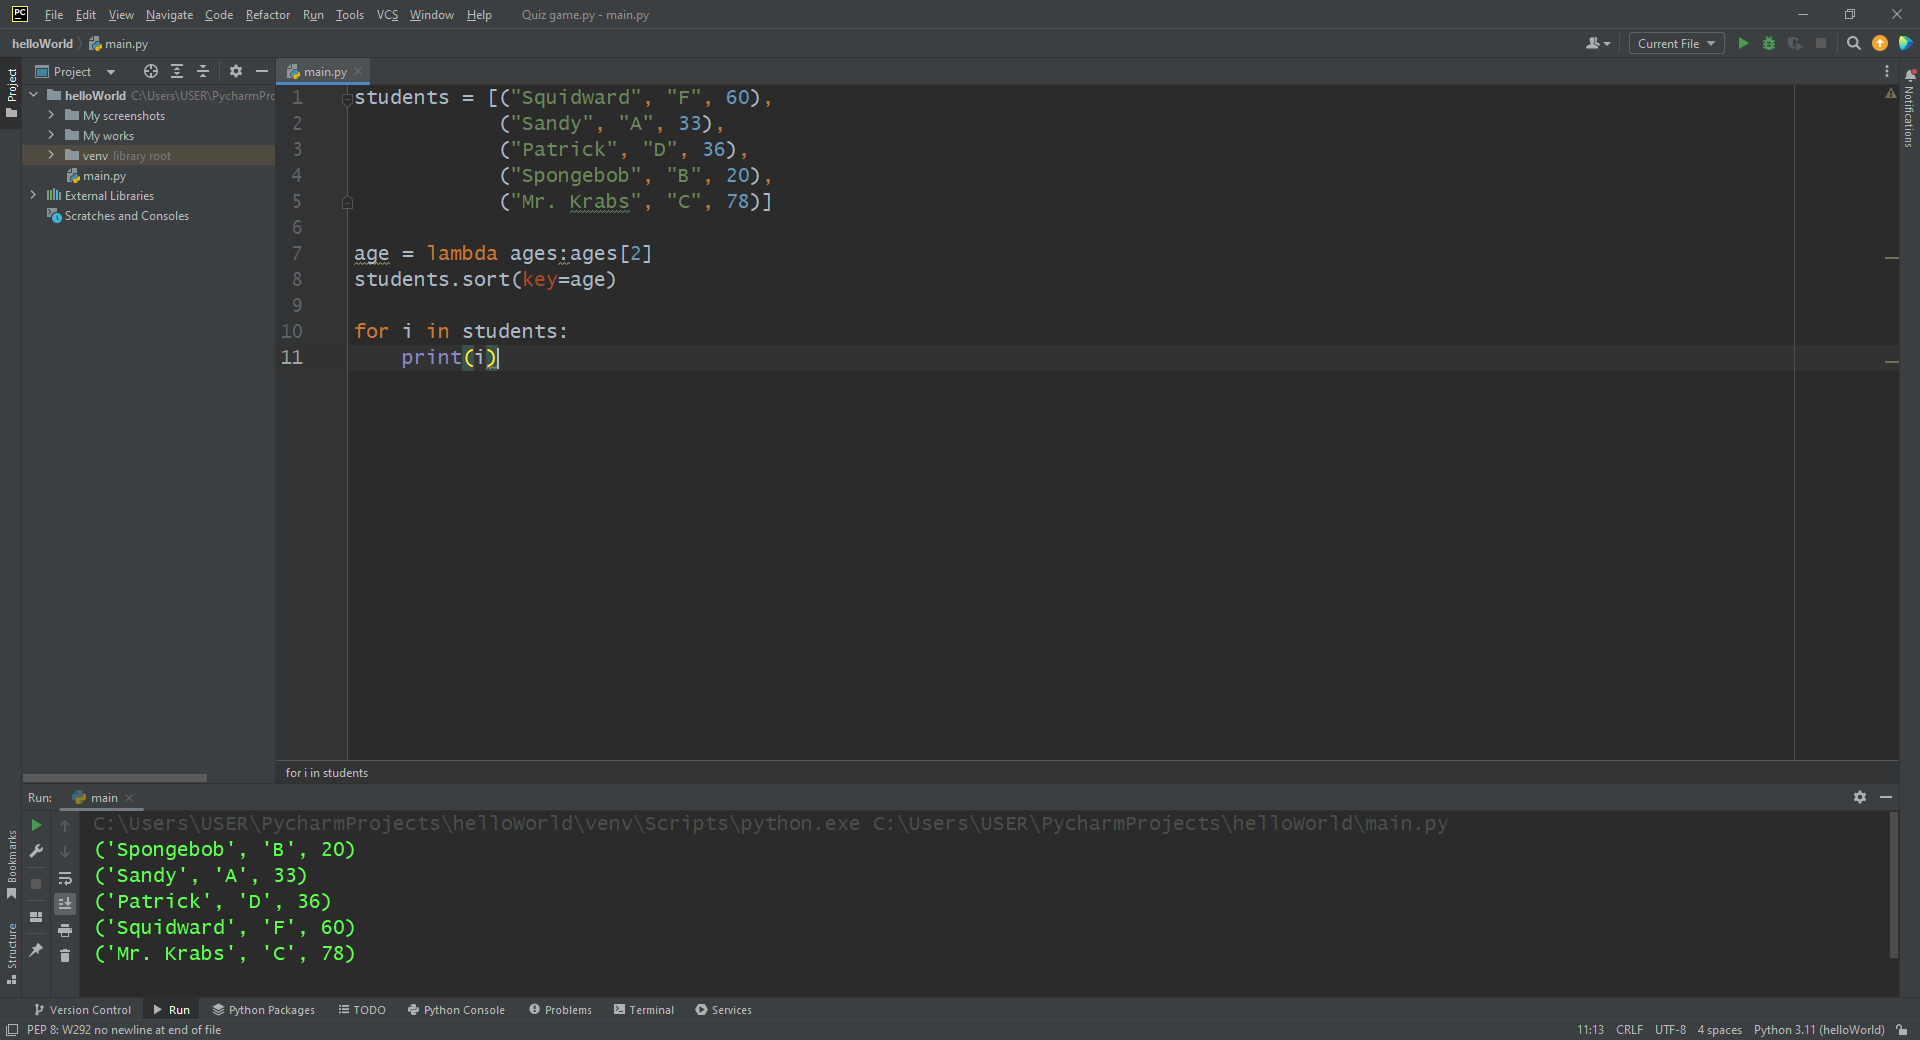 PC File Edit View Navigate Code Refactor Run Tools VCS Window Help Quiz game.py - main.py
helloWorld main.py Current File
Project main.py
helloWorld C:\Users\USER\PycharmPro
My screenshots
My works
venv library root
main.py
External Libraries
Scratches and Consoles
Project
Bookmarks
Structure
Notifications
1 students = [("Squidward", "F", 60),
2 ("Sandy", "A", 33),
3 ("Patrick", "D", 36),
4 ("Spongebob", "B", 20),
5 ("Mr. Krabs", "C", 78)]
6
7 age = lambda ages:ages[2]
8 students.sort(key=age)
9
10 for i in students:
11 print(i)
for i in students
Run: main
C:\Users\USER\PycharmProjects\helloWorld\venv\Scripts\python.exe C:\Users\USER\PycharmProjects\helloWorld\main.py
('Spongebob', 'B', 20)
('Sandy', 'A', 33)
('Patrick', 'D', 36)
('Squidward', 'F', 60)
('Mr. Krabs', 'C', 78)
Version Control Run Python Packages TODO Python Console Problems Terminal Services
PEP 8: W292 no newline at end of file 11:13 CRLF UTF-8 4 spaces Python 3.11 (helloWorld)